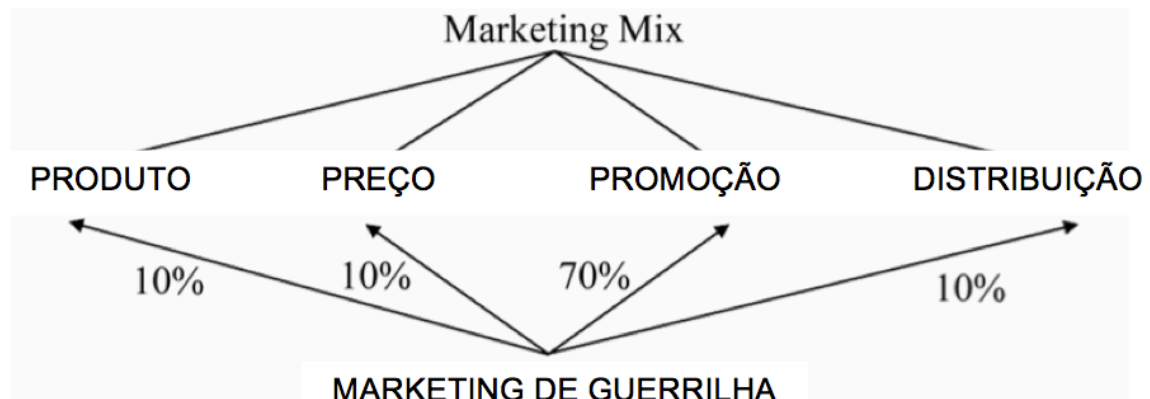 Marketing Mix
PRODUTO PREÇO PROMOÇÃO DISTRIBUIÇÃO
10% 10% 70% 10%
MARKETING DE GUERRILHA